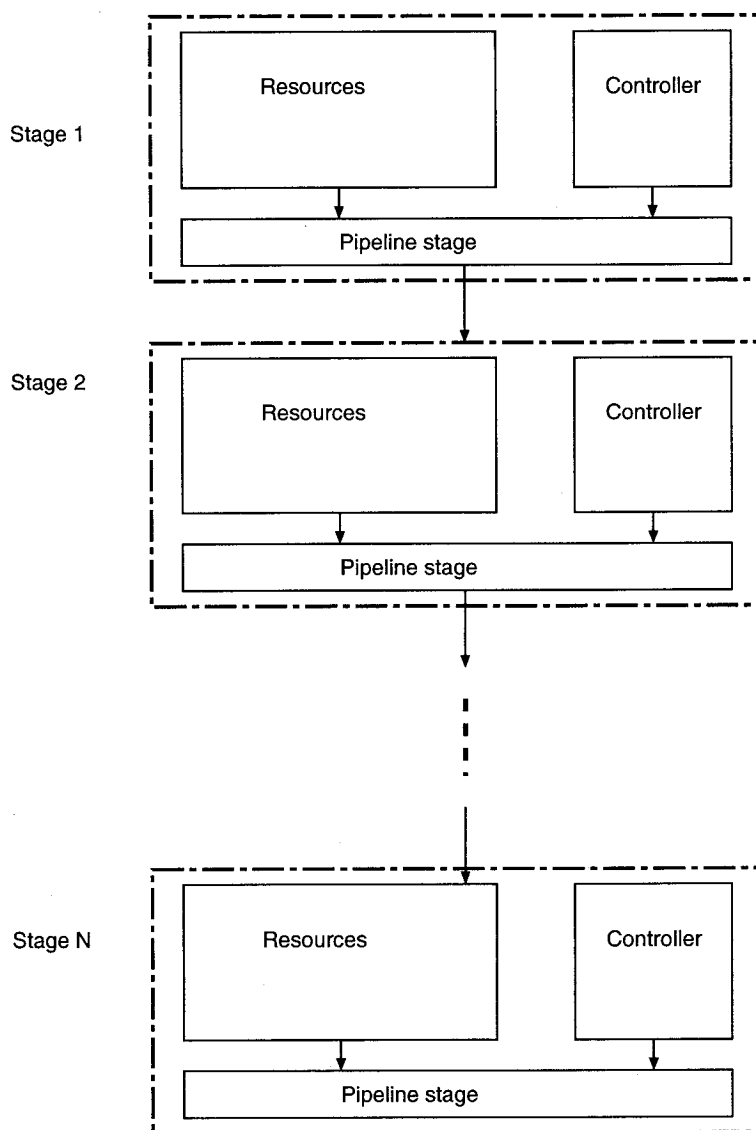 Resources
Controller
Stage 1
Pipeline stage
Stage 2
Resources
Controller
Pipeline stage
Stage N
Resources
Controller
Pipeline stage